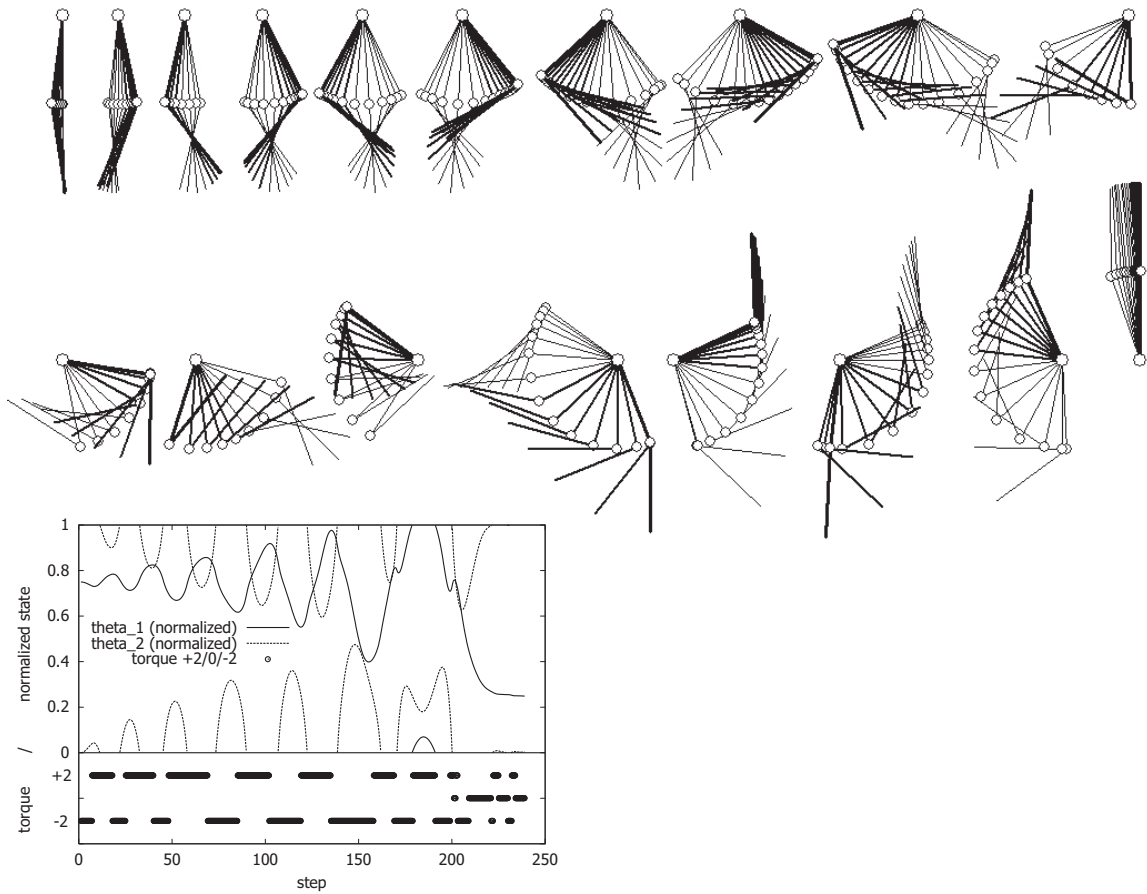 1
0.8
0.6
0.4
0.2
0
normalized state
/
torque
theta_1 (normalized)
theta_2 (normalized)
torque +2/0/-2
+2
-2
0 50 100 150 200 250
step